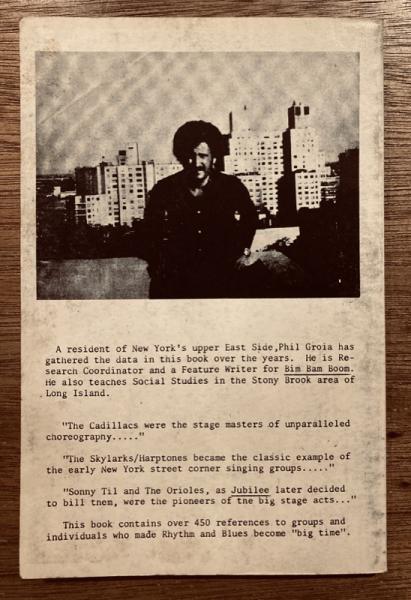 A resident of New York's upper East Side,Phil Groia has
gathered the data in this book over the years. He is Re-
search Coordinator and a Feature Writer for Bim Bam Boom.
He also teaches Social Studies in the Stony Brook area of
Long Island.
"The Cadillacs were the stage masters of unparalleled
choreography....."
"The Skylarks/Harptones became the classic example of
the early New York street corner singing groups....."
"Sonny Til and The Orioles, as Jubilee later decided
to bill tnem, were the pioneers of the big stage acts..."
This book contains over 450 references to groups and
individuals who made Rhythm and Blues become "big time".